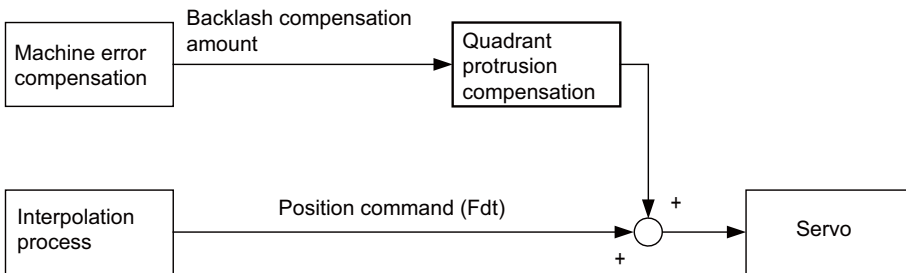 Backlash compensation
amount
Machine error
compensation
Quadrant
protrusion
compensation
+
Interpolation
process
Position command (Fdt)
+
Servo